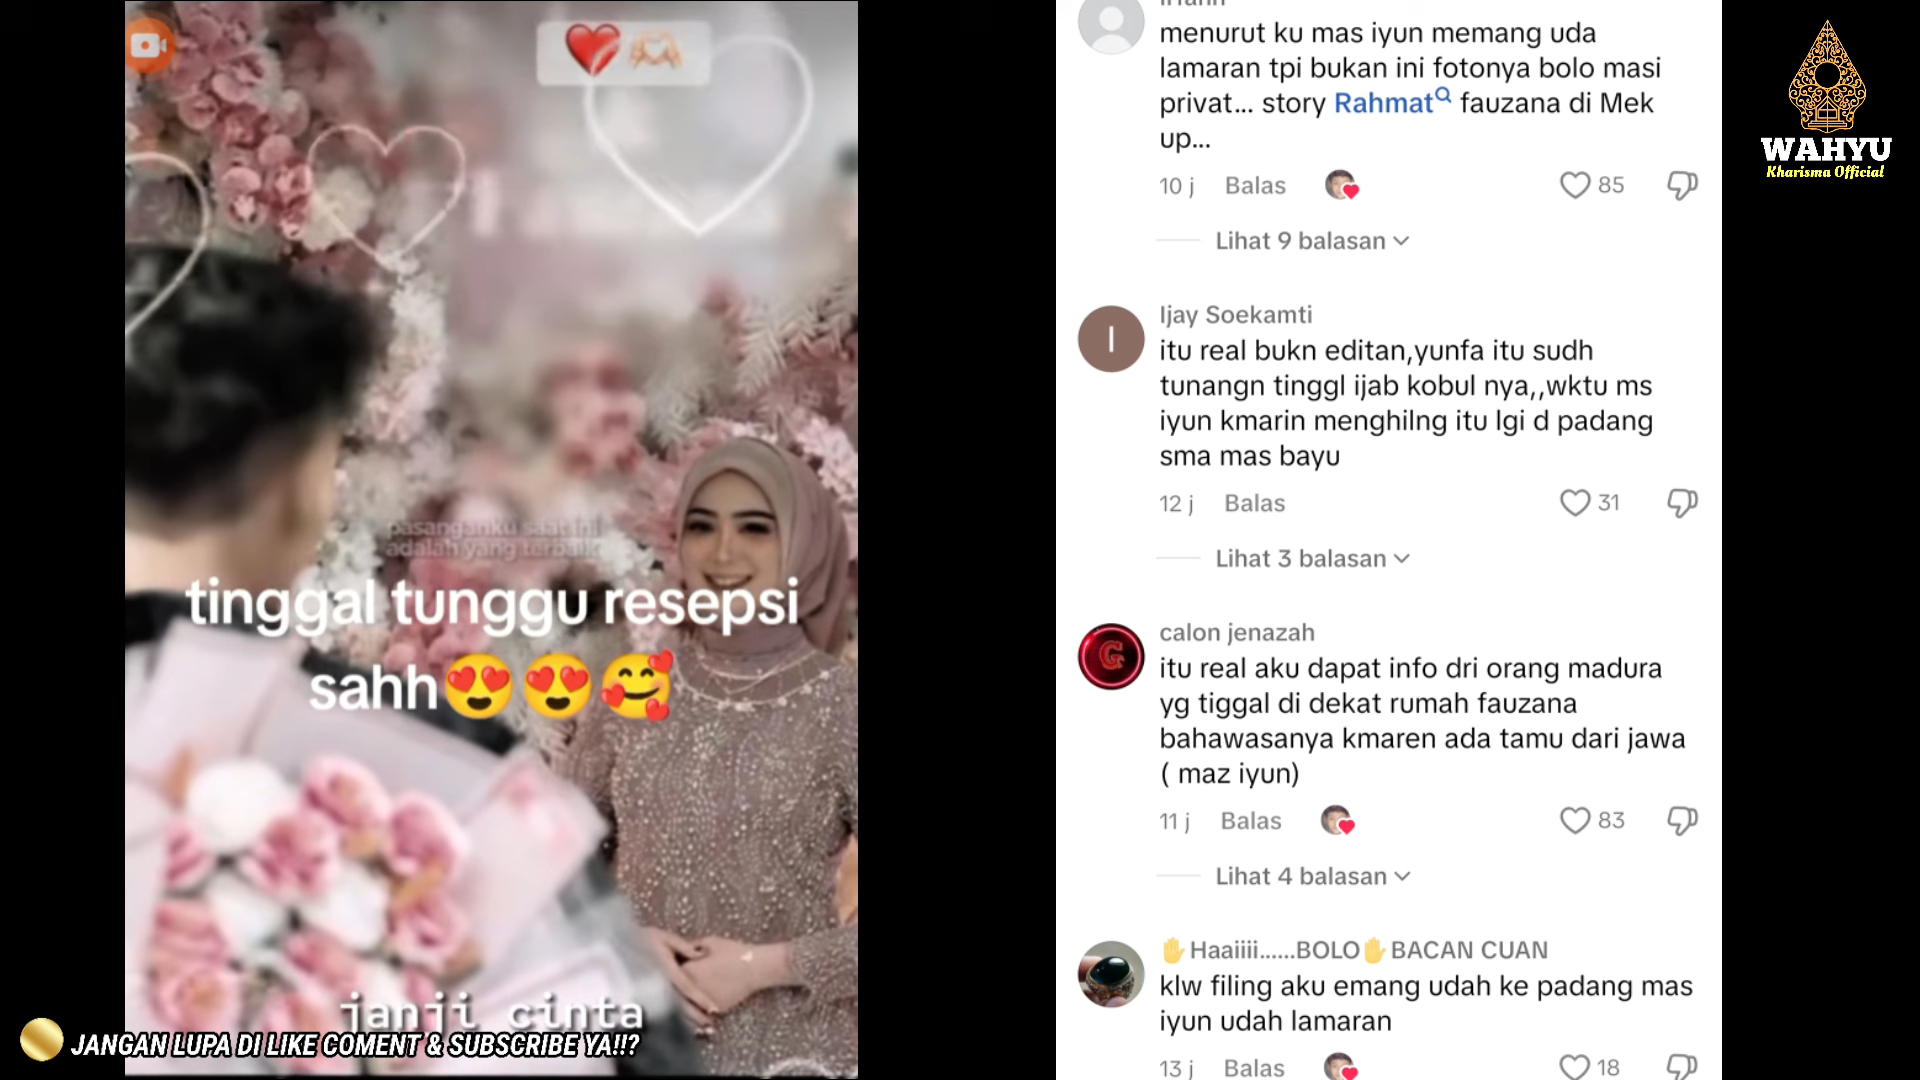 pasanganku saat ini
adalah yang terbaik
tinggal tunggu resepsi
sahh😍😍🥰
janji cinta
JANGAN LUPA DI LIKE COMENT & SUBSCRIBE YA!!?
menurut ku mas iyun memang uda
lamaran tpi bukan ini fotonya bolo masi
privat... story Rahmat fauzana di Mek
up...
10 j Balas 85
Lihat 9 balasan
Ijay Soekamti
itu real bukn editan,yunfa itu sudh
tunangn tinggl ijab kobul nya,,wktu ms
iyun kmarin menghilng itu lgi d padang
sma mas bayu
12 j Balas 31
Lihat 3 balasan
calon jenazah
itu real aku dapat info dri orang madura
yg tiggal di dekat rumah fauzana
bahawasanya kmaren ada tamu dari jawa
( maz iyun)
11 j Balas 83
Lihat 4 balasan
✋Haaiiii......BOLO✋BACAN CUAN
klw filing aku emang udah ke padang mas
iyun udah lamaran
13 j Balas 18
WAHYU
Kharisma Official